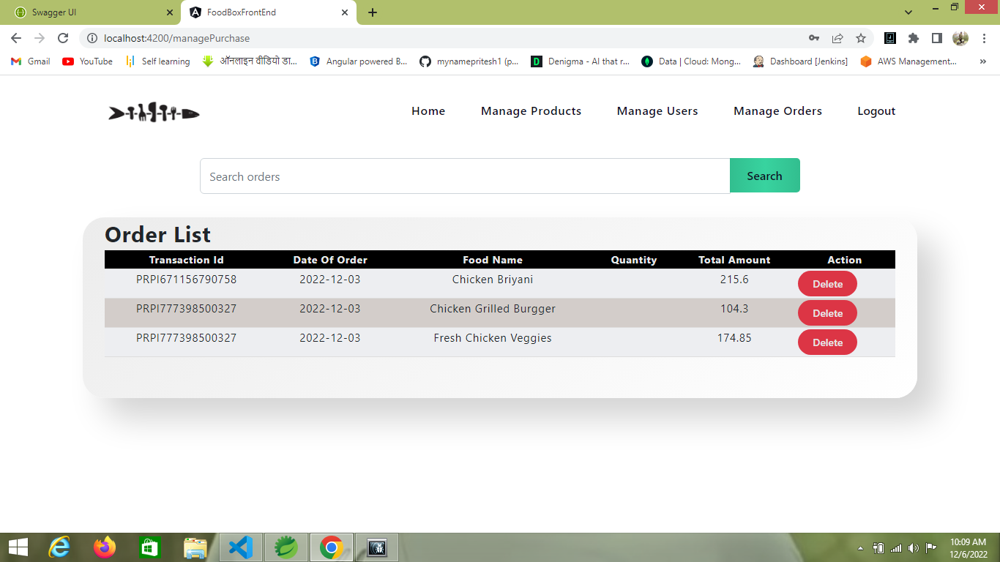 Swagger UI
FoodBoxFrontEnd
localhost:4200/managePurchase
Gmail
YouTube
Self learning
ऑनलाइन वीडियो डा...
Angular powered B...
mynamepritesh1 (p...
Denigma - AI that r...
Data | Cloud: Mong...
Dashboard [Jenkins]
AWS Management...
»
Home
Manage Products
Manage Users
Manage Orders
Logout
Search orders
Search
Order List
Transaction Id Date Of Order Food Name Quantity Total Amount Action
PRPI671156790758 2022-12-03 Chicken Briyani 215.6 Delete
PRPI777398500327 2022-12-03 Chicken Grilled Burgger 104.3 Delete
PRPI777398500327 2022-12-03 Fresh Chicken Veggies 174.85 Delete
10:09 AM
12/6/2022